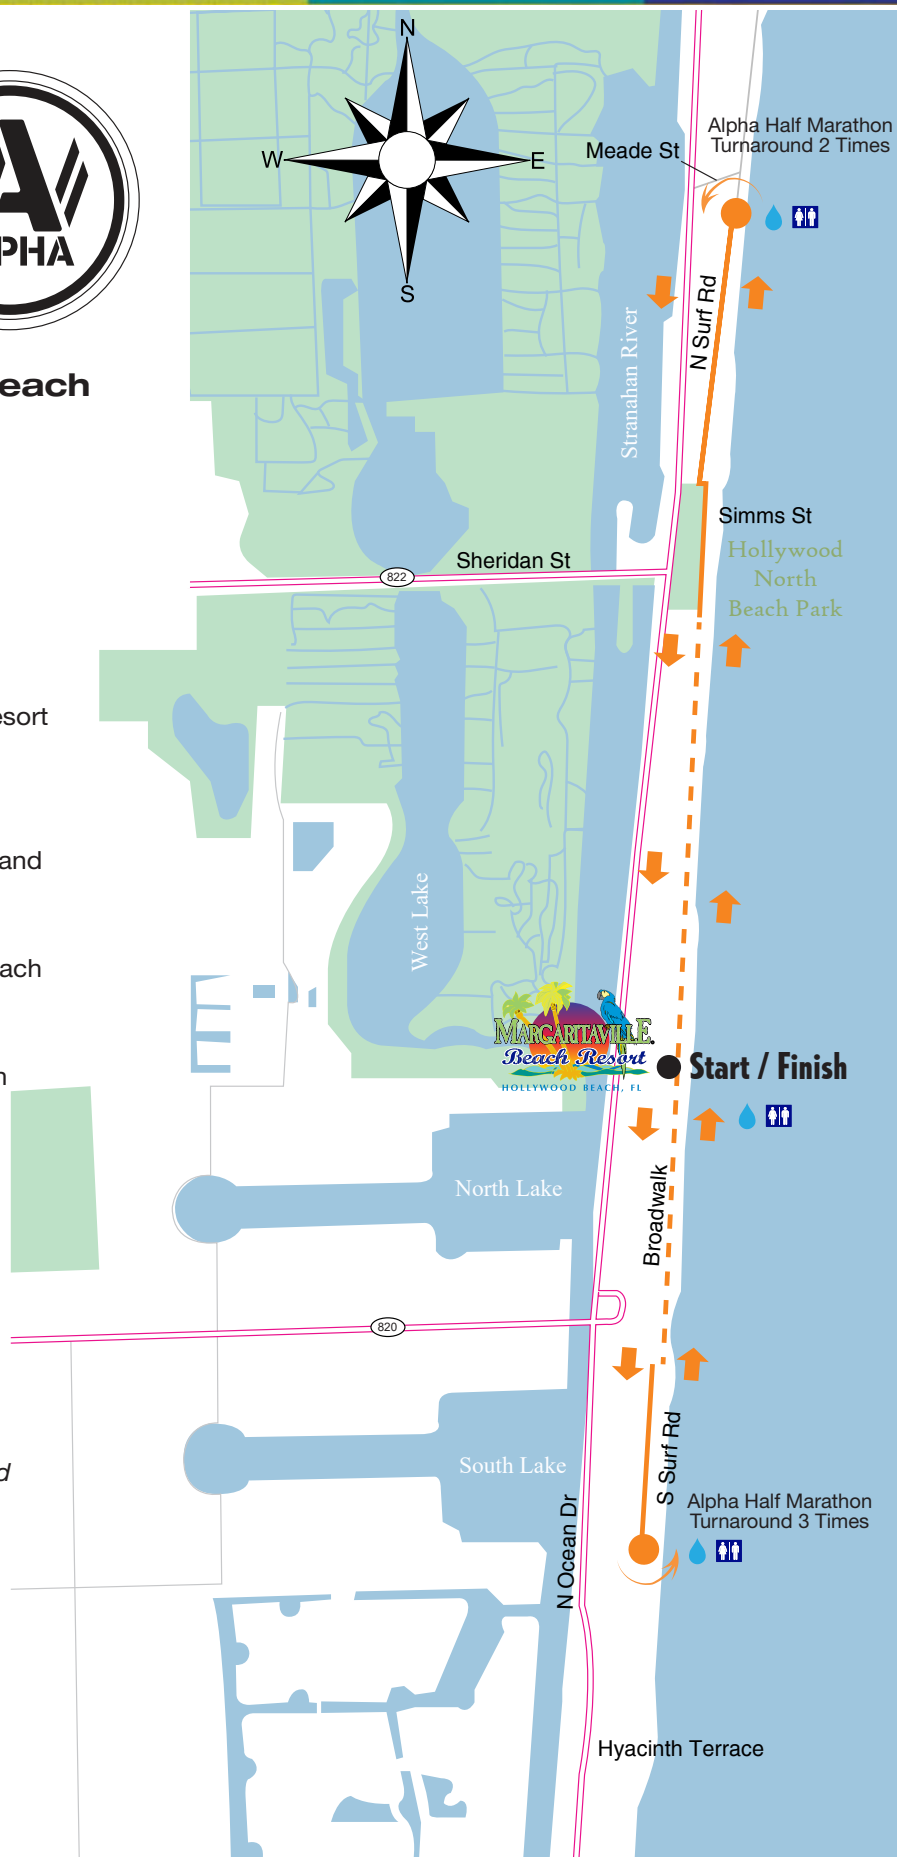 N
W
E
S
PHA
each
esort
and
ach
n
d
Alpha Half Marathon
Turnaround 2 Times
Meade St
N Surf Rd
Stranahan River
Simms St
Hollywood
North
Beach Park
Sheridan St
822
West Lake
MARGARITAVILLE
Beach Resort
HOLLYWOOD BEACH, FL
Start / Finish
Broadwalk
North Lake
820
South Lake
S Surf Rd
N Ocean Dr
Alpha Half Marathon
Turnaround 3 Times
Hyacinth Terrace